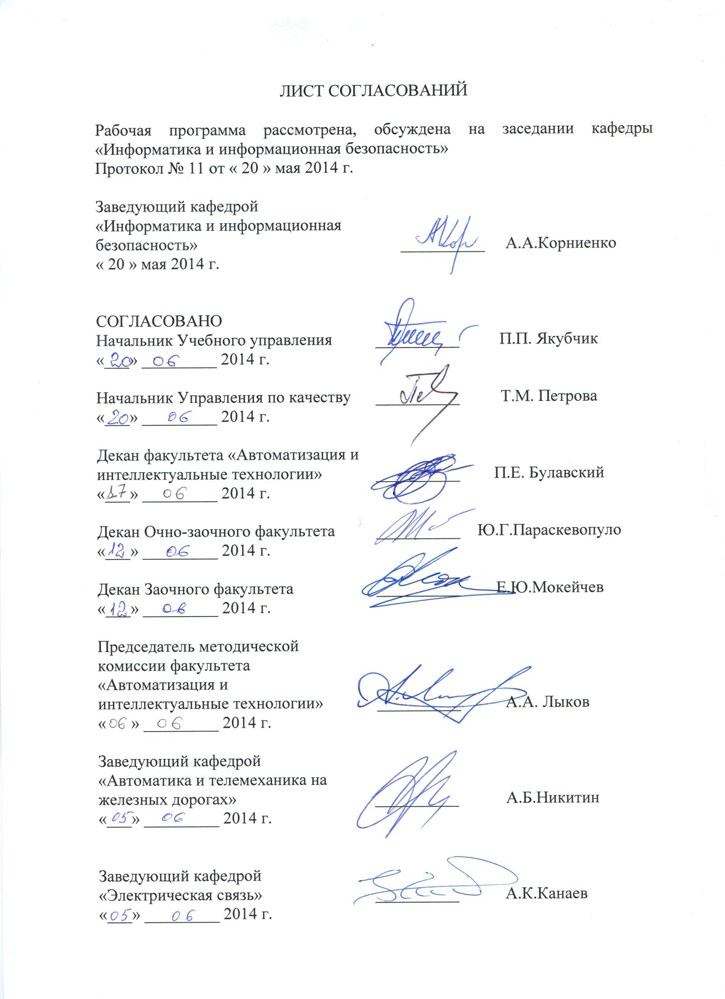 ЛИСТ СОГЛАСОВАНИЙ
Рабочая программа рассмотрена, обсуждена на заседании кафедры
«Информатика и информационная безопасность»
Протокол № 11 от « 20 » мая 2014 г.
Заведующий кафедрой
«Информатика и информационная
безопасность» А.А.Корниенко
« 20 » мая 2014 г.
СОГЛАСОВАНО
Начальник Учебного управления П.П. Якубчик
«20» 06 2014 г.
Начальник Управления по качеству Т.М. Петрова
«20» 06 2014 г.
Декан факультета «Автоматизация и
интеллектуальные технологии» П.Е. Булавский
«17» 06 2014 г.
Декан Очно-заочного факультета Ю.Г.Параскевопуло
«12» 06 2014 г.
Декан Заочного факультета Е.Ю.Мокейчев
«12» 06 2014 г.
Председатель методической
комиссии факультета
«Автоматизация и
интеллектуальные технологии» А.А. Лыков
«06 » 06 2014 г.
Заведующий кафедрой
«Автоматика и телемеханика на
железных дорогах» А.Б.Никитин
«05» 06 2014 г.
Заведующий кафедрой
«Электрическая связь» А.К.Канаев
«05» 06 2014 г.